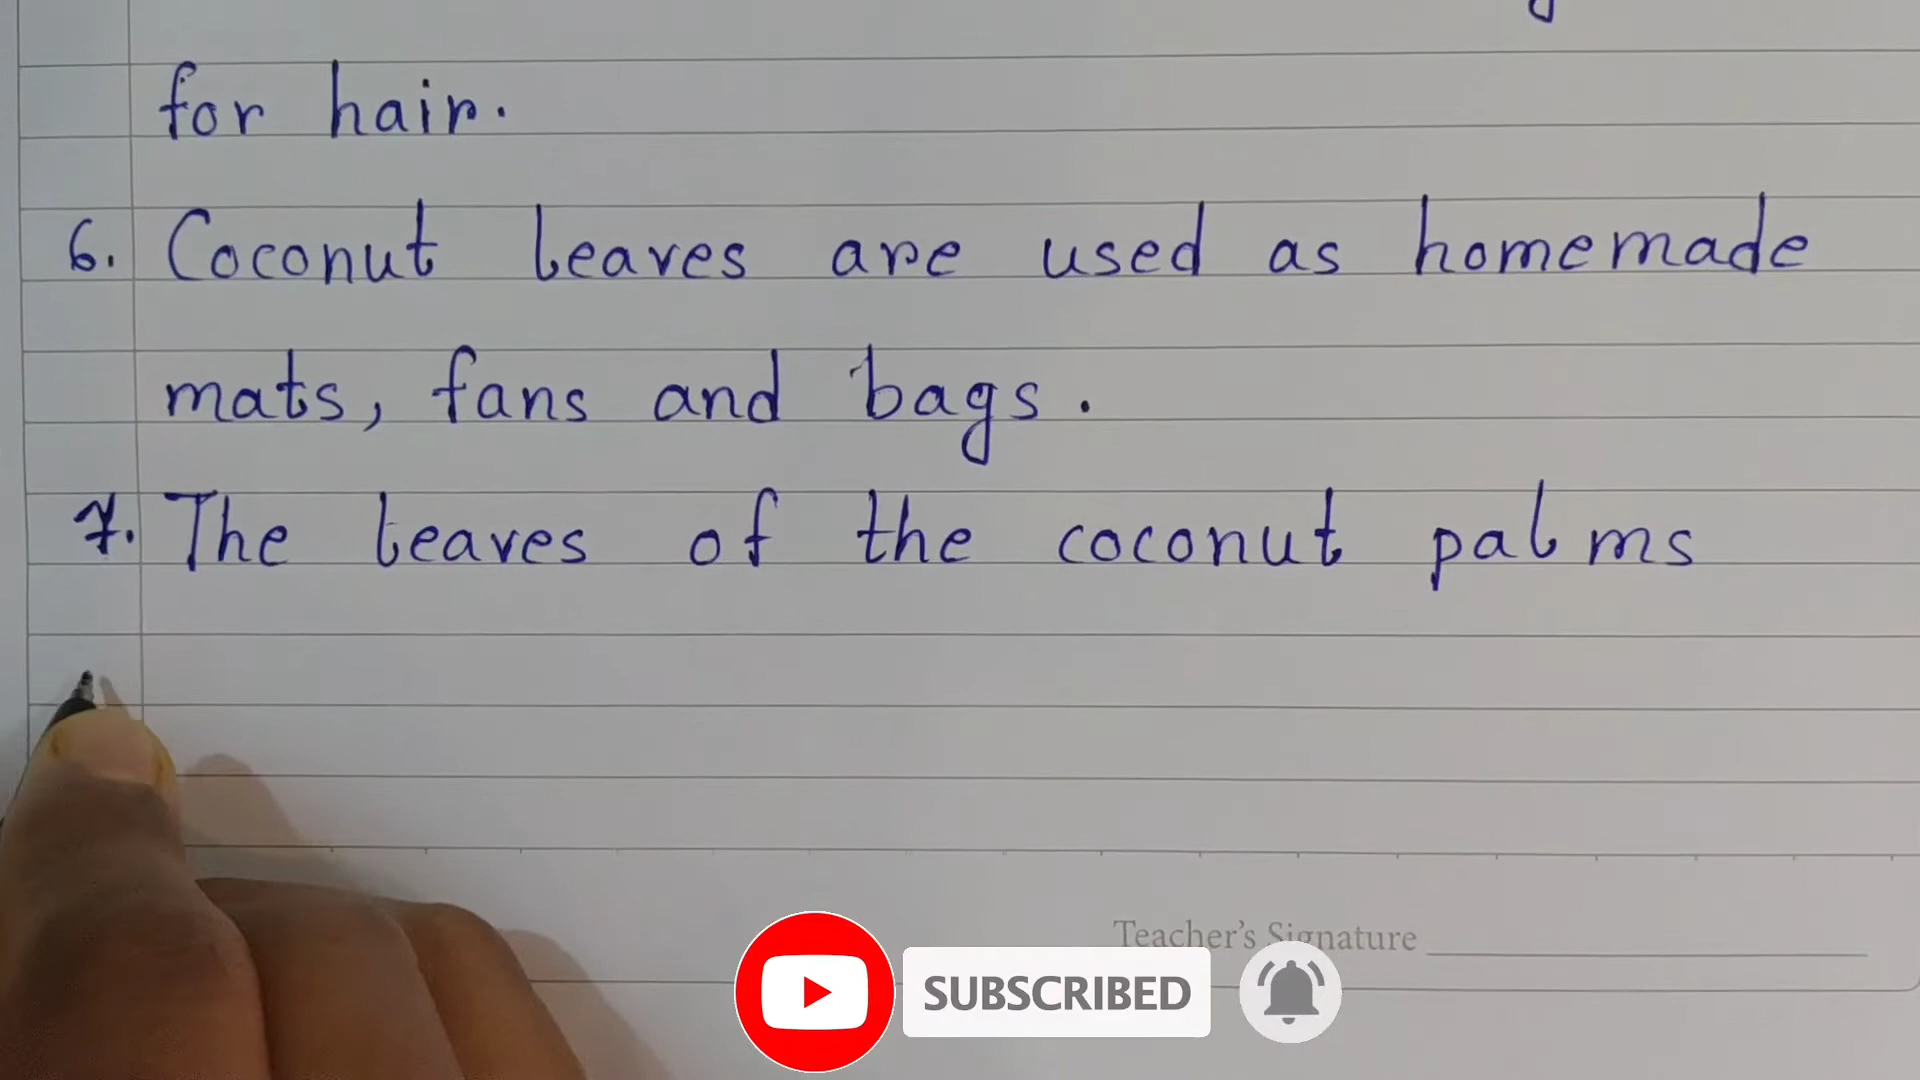 for hair.
6. Coconut leaves are used as homemade
mats, fans and bags.
7. The leaves of the coconut palms
Teacher's Signature
SUBSCRIBED